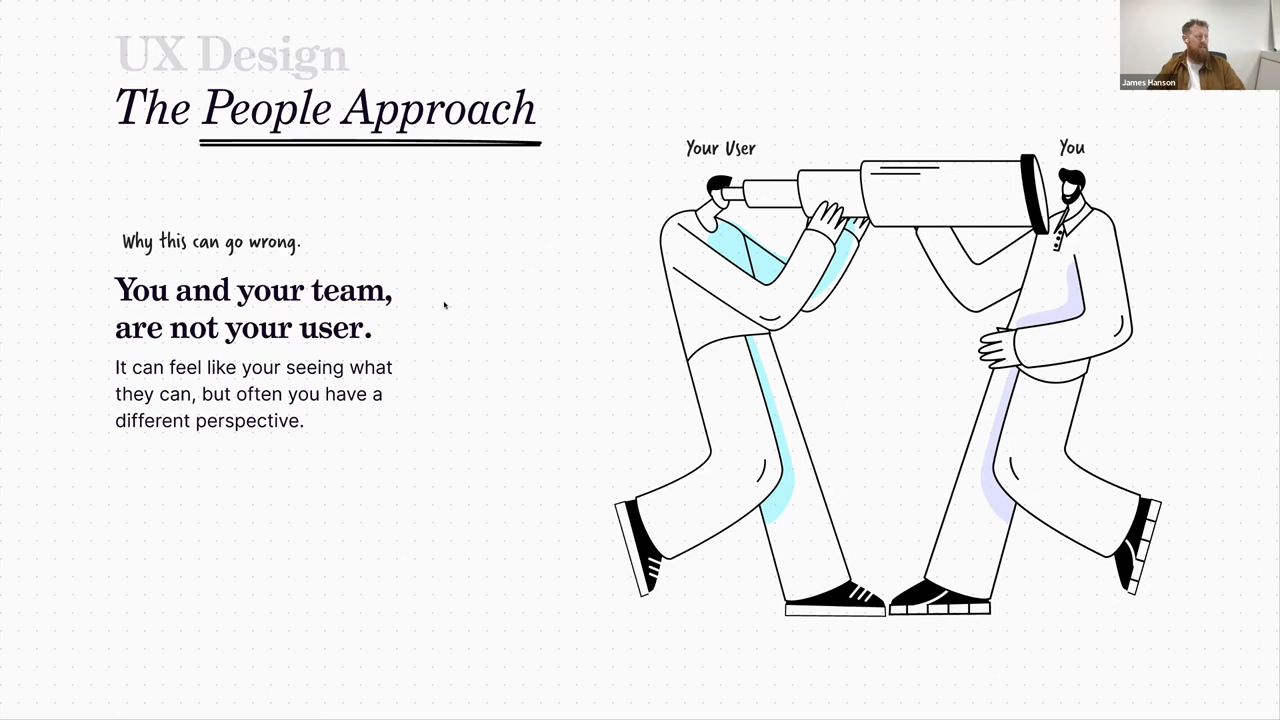 UX Design
The People Approach
Why this can go wrong.
You and your team,
are not your user.
It can feel like your seeing what
they can, but often you have a
different perspective.
Your User
You
James Hanson